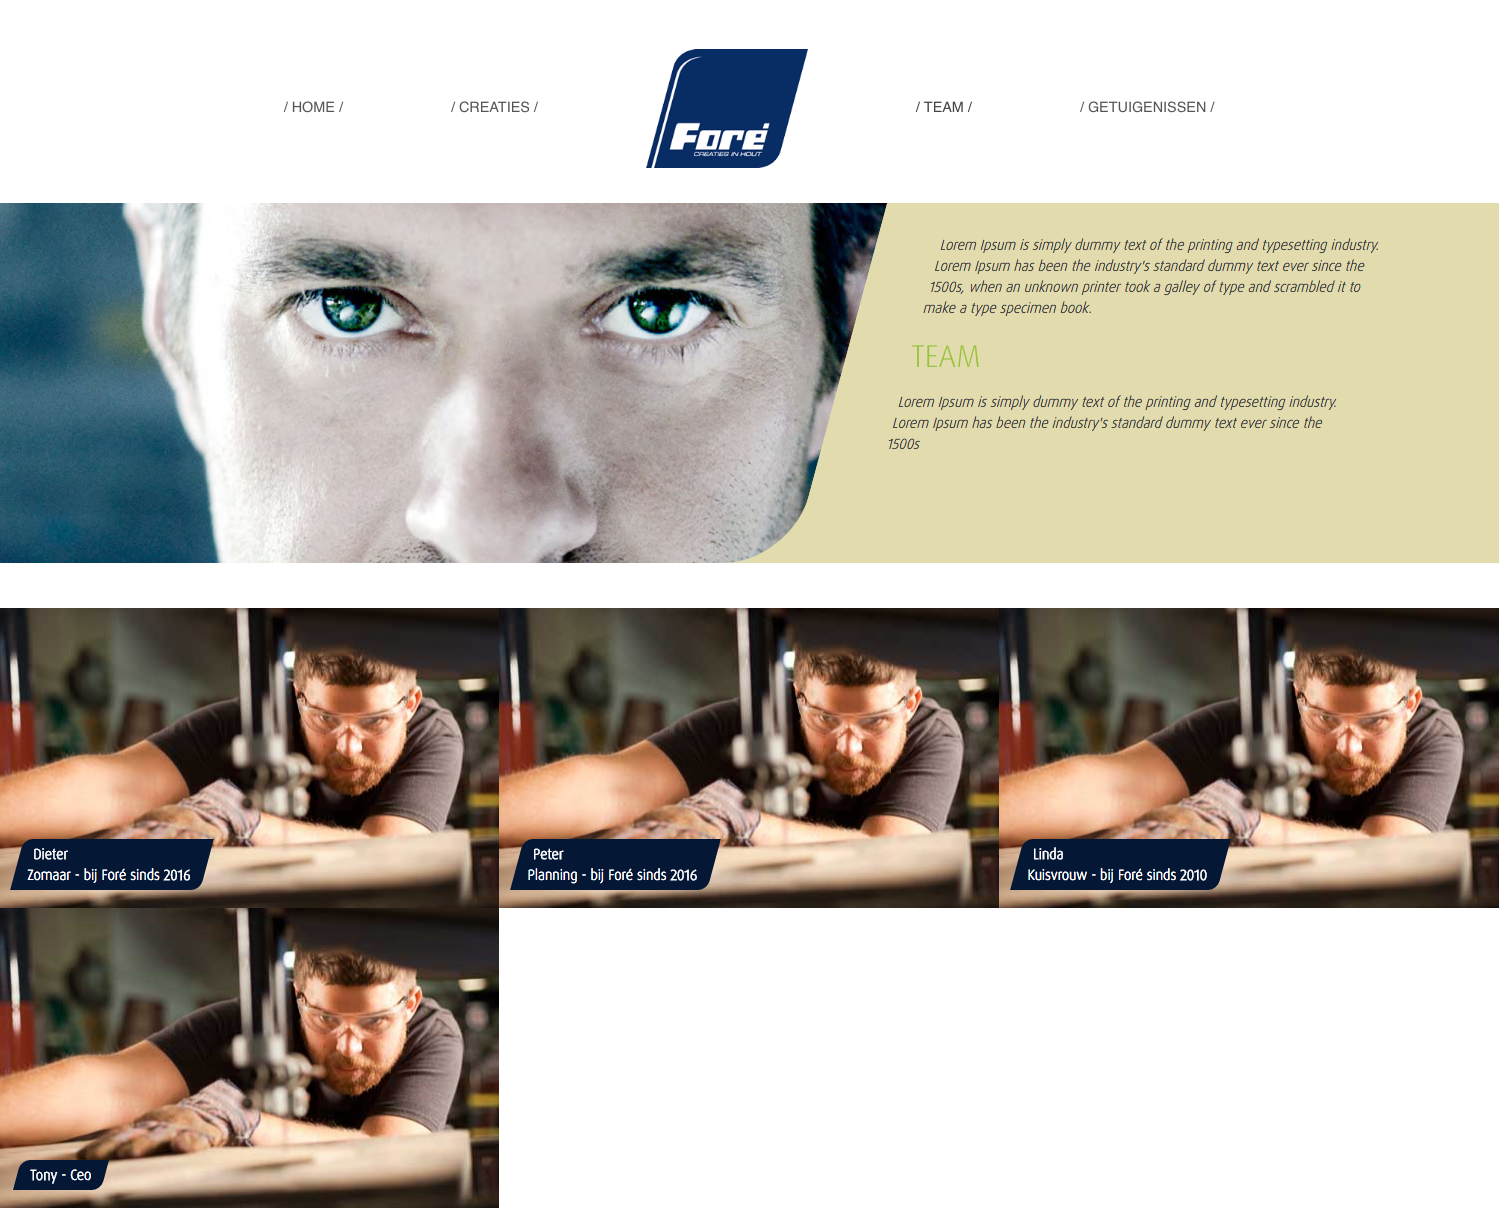 / HOME /
/ CREATIES /
Foré
CREATIES IN HOUT
/ TEAM /
/ GETUIGENISSEN /
Lorem Ipsum is simply dummy text of the printing and typesetting industry.
Lorem Ipsum has been the industry's standard dummy text ever since the
1500s, when an unknown printer took a galley of type and scrambled it to
make a type specimen book.
TEAM
Lorem Ipsum is simply dummy text of the printing and typesetting industry.
Lorem Ipsum has been the industry's standard dummy text ever since the
1500s
Dieter
Zomaar - bij Foré sinds 2016
Peter
Planning - bij Foré sinds 2016
Linda
Kuisvrouw - bij Foré sinds 2010
Tony - Ceo